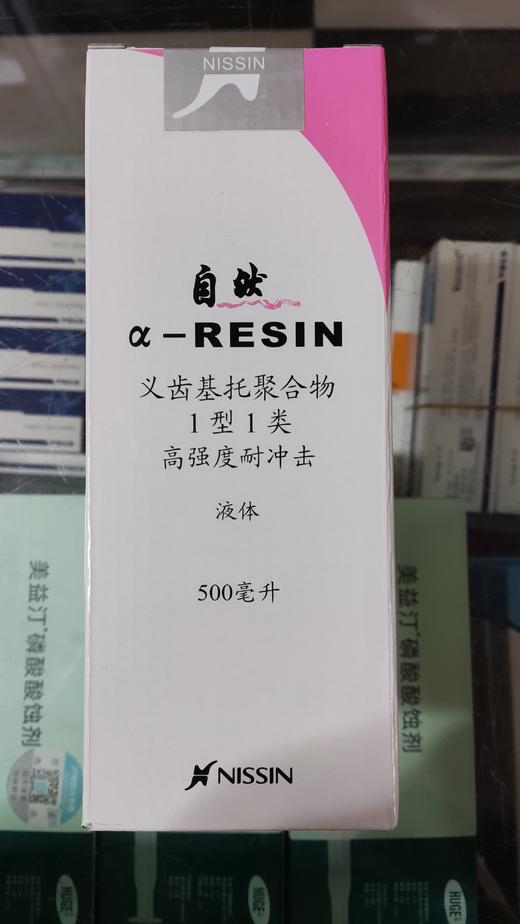 NISSIN
自然
α-RESIN
义齿基托聚合物
1型1类
高强度耐冲击
液体
500毫升
NISSIN
美益汀®磷酸酸蚀剂
美益汀®磷酸酸蚀剂
HUGE
HUGE